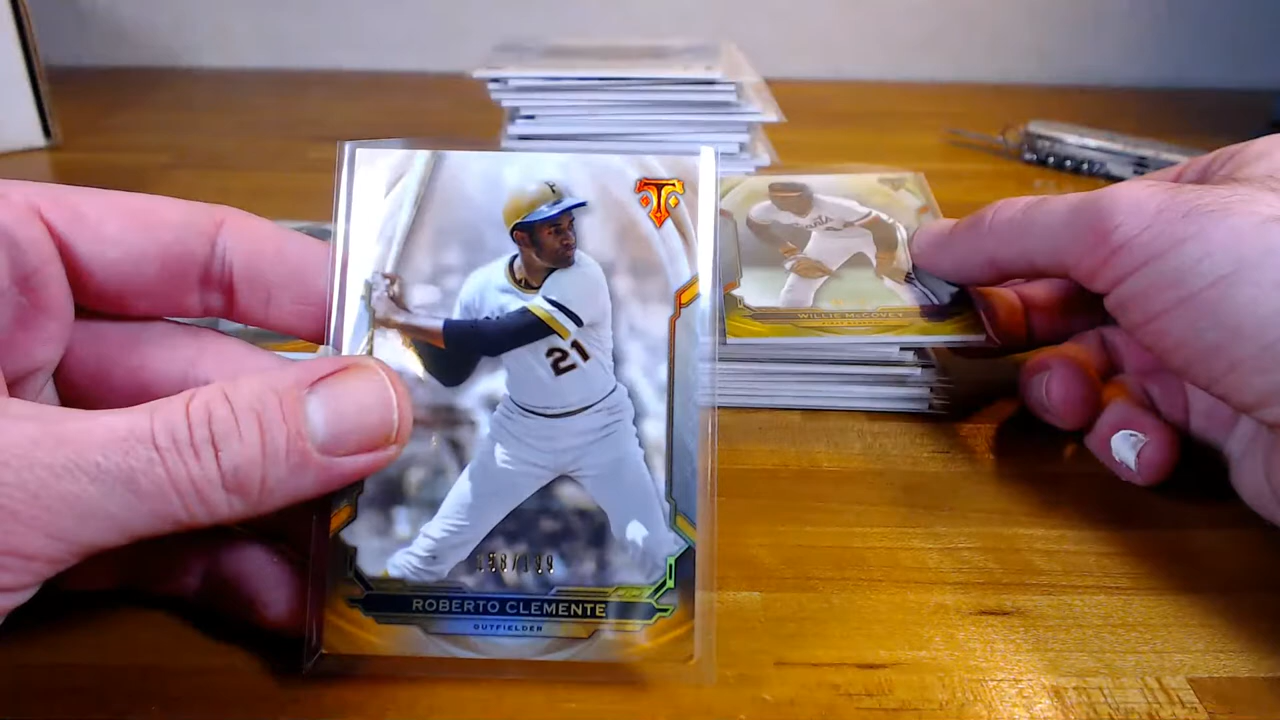 21
158/199
ROBERTO CLEMENTE
OUTFIELDER
WILLIE McCOVEY